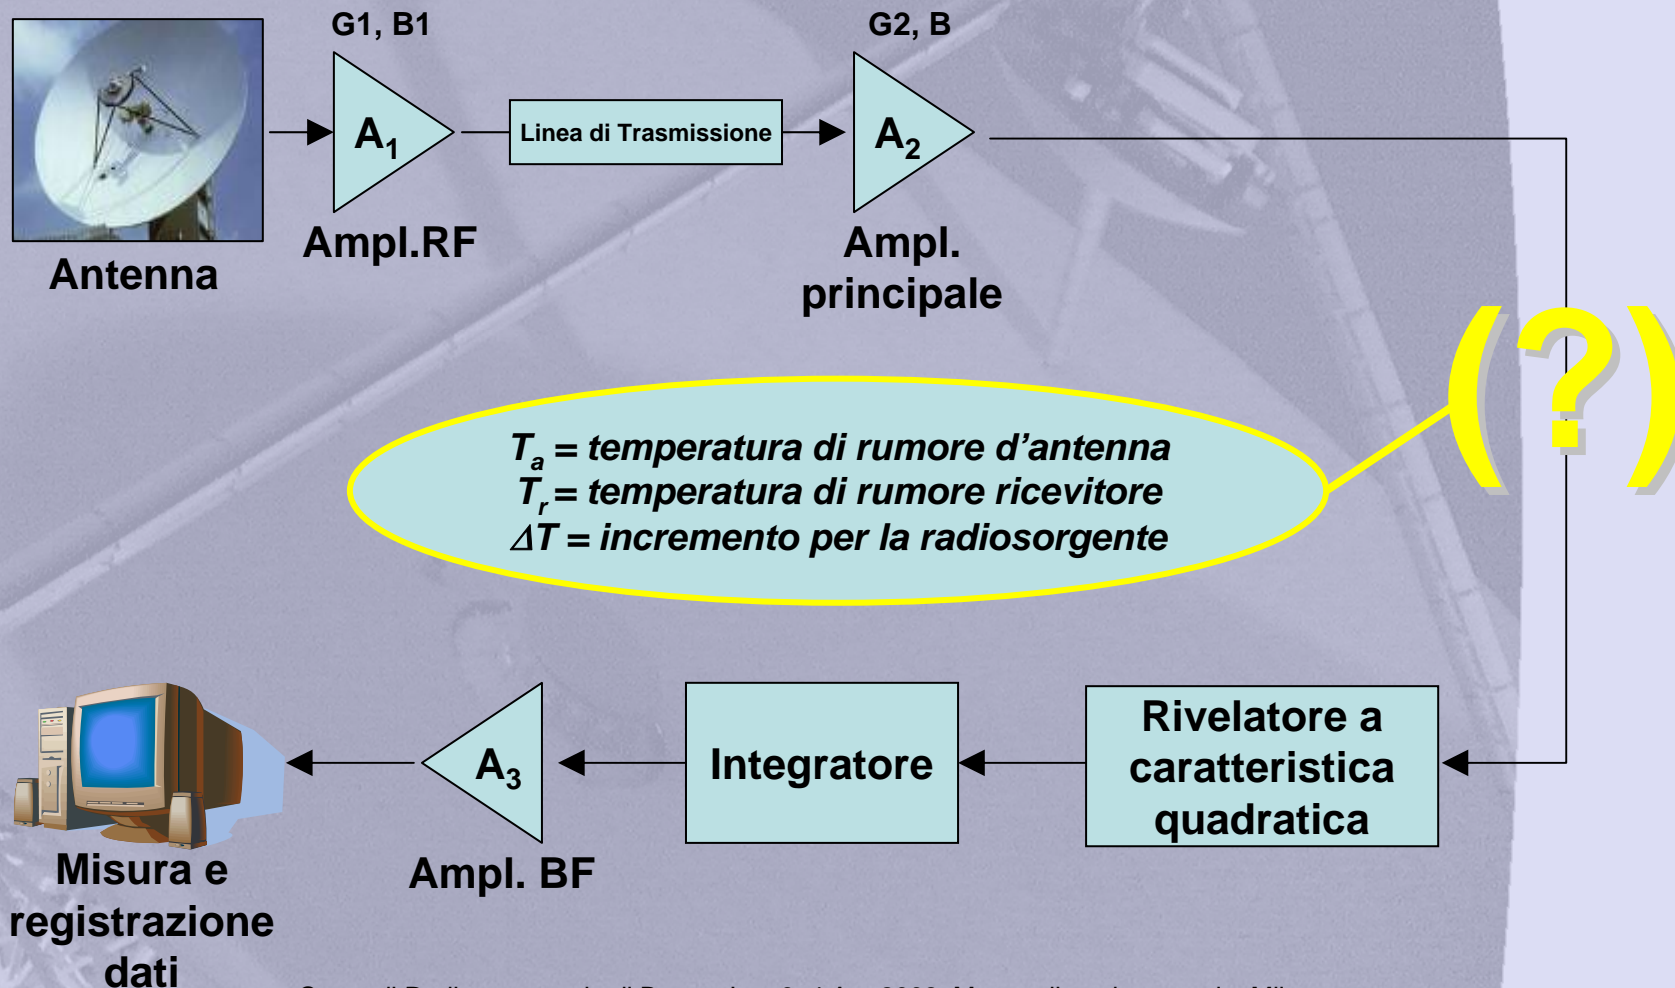 G1, B1
G2, B
A1
Linea di Trasmissione
A2
Antenna
Ampl.RF
Ampl.
principale
(?)
Ta = temperatura di rumore d'antenna
Tr = temperatura di rumore ricevitore
ΔT = incremento per la radiosorgente
Misura e
registrazione
dati
A3
Ampl. BF
Integratore
Rivelatore a
caratteristica
quadratica